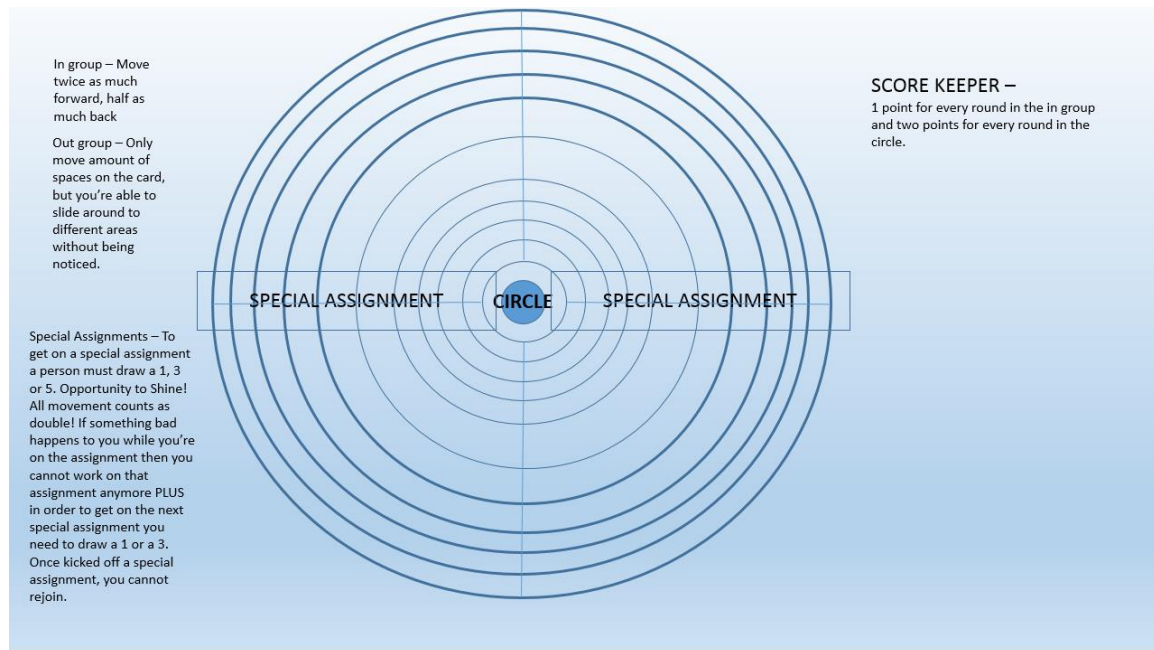 In group – Move
twice as much
forward, half as
much back
Out group – Only
move amount of
spaces on the card,
but you’re able to
slide around to
different areas
without being
noticed.
Special Assignments – To
get on a special assignment
a person must draw a 1, 3
or 5. Opportunity to Shine!
All movement counts as
double! If something bad
happens to you while you’re
on the assignment then you
cannot work on that
assignment anymore PLUS
in order to get on the next
special assignment you
need to draw a 1 or a 3.
Once kicked off a special
assignment, you cannot
rejoin.
SPECIAL ASSIGNMENT
CIRCLE
SPECIAL ASSIGNMENT
SCORE KEEPER –
1 point for every round in the in group
and two points for every round in the
circle.